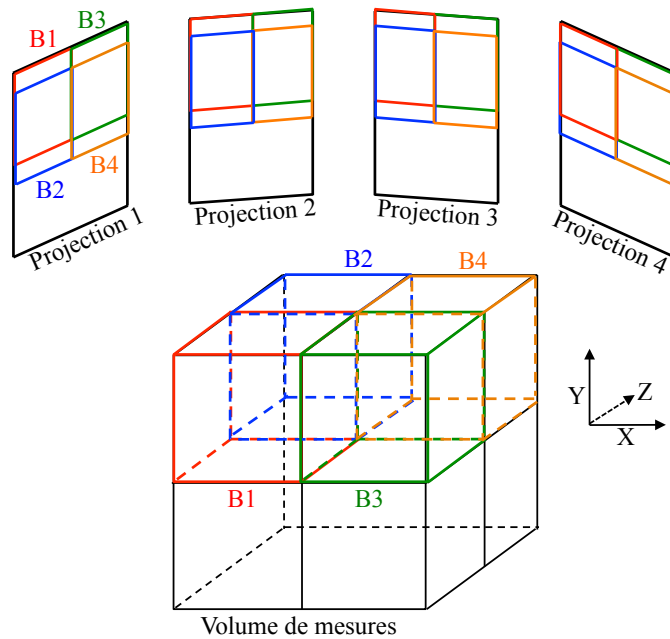 B1
B3
B2
B4
Projection 1
Projection 2
Projection 3
Projection 4
B2
B4
Y
Z
X
B1
B3
Volume de mesures